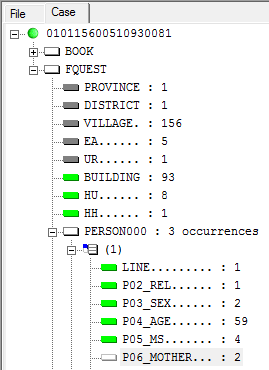 File Case
010115600510930081
BOOK
FQUEST
PROVINCE : 1
DISTRICT : 1
VILLAGE. : 156
EA...... : 5
UR...... : 1
BUILDING : 93
HU...... : 8
HH...... : 1
PERSON000 : 3 occurrences
(1)
LINE......... : 1
P02_REL...... : 1
P03_SEX...... : 2
P04_AGE...... : 59
P05_MS....... : 4
P06_MOTHER... : 2